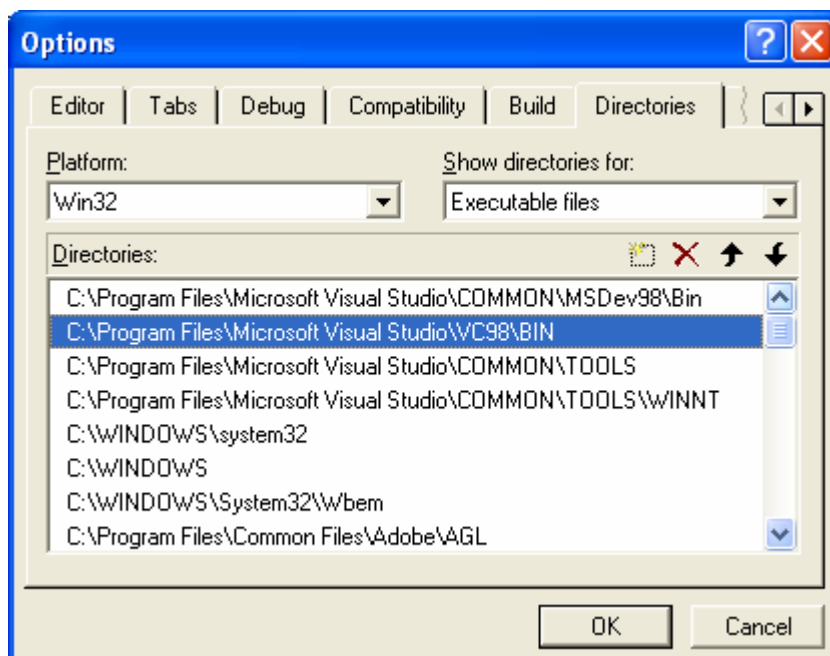 Options
Editor Tabs Debug Compatibility Build Directories
Platform: Show directories for:
Win32 Executable files
Directories:
C:\Program Files\Microsoft Visual Studio\COMMON\MSDev98\Bin
C:\Program Files\Microsoft Visual Studio\VC98\BIN
C:\Program Files\Microsoft Visual Studio\COMMON\TOOLS
C:\Program Files\Microsoft Visual Studio\COMMON\TOOLS\WINNT
C:\WINDOWS\system32
C:\WINDOWS
C:\WINDOWS\System32\Wbem
C:\Program Files\Common Files\Adobe\AGL
OK Cancel